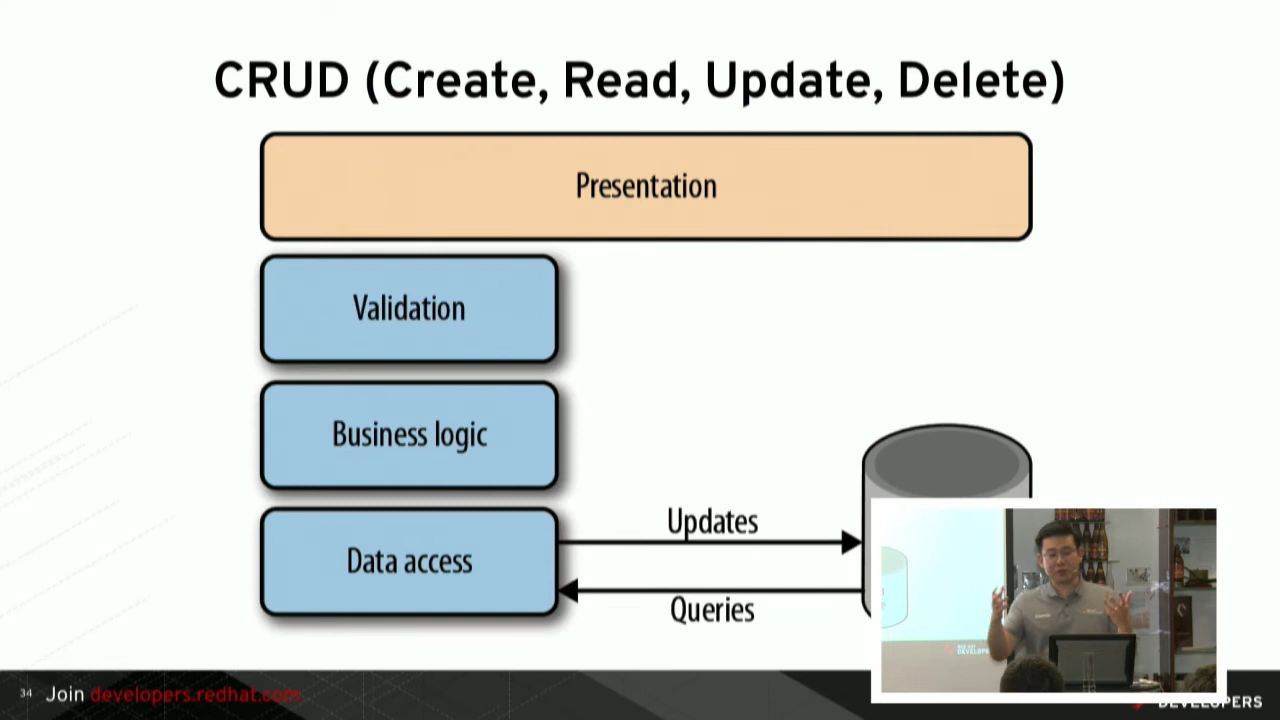 CRUD (Create, Read, Update, Delete)
Presentation
Validation
Business logic
Data access
Updates
Queries
34 Join developers.redhat.com
DEVELOPERS